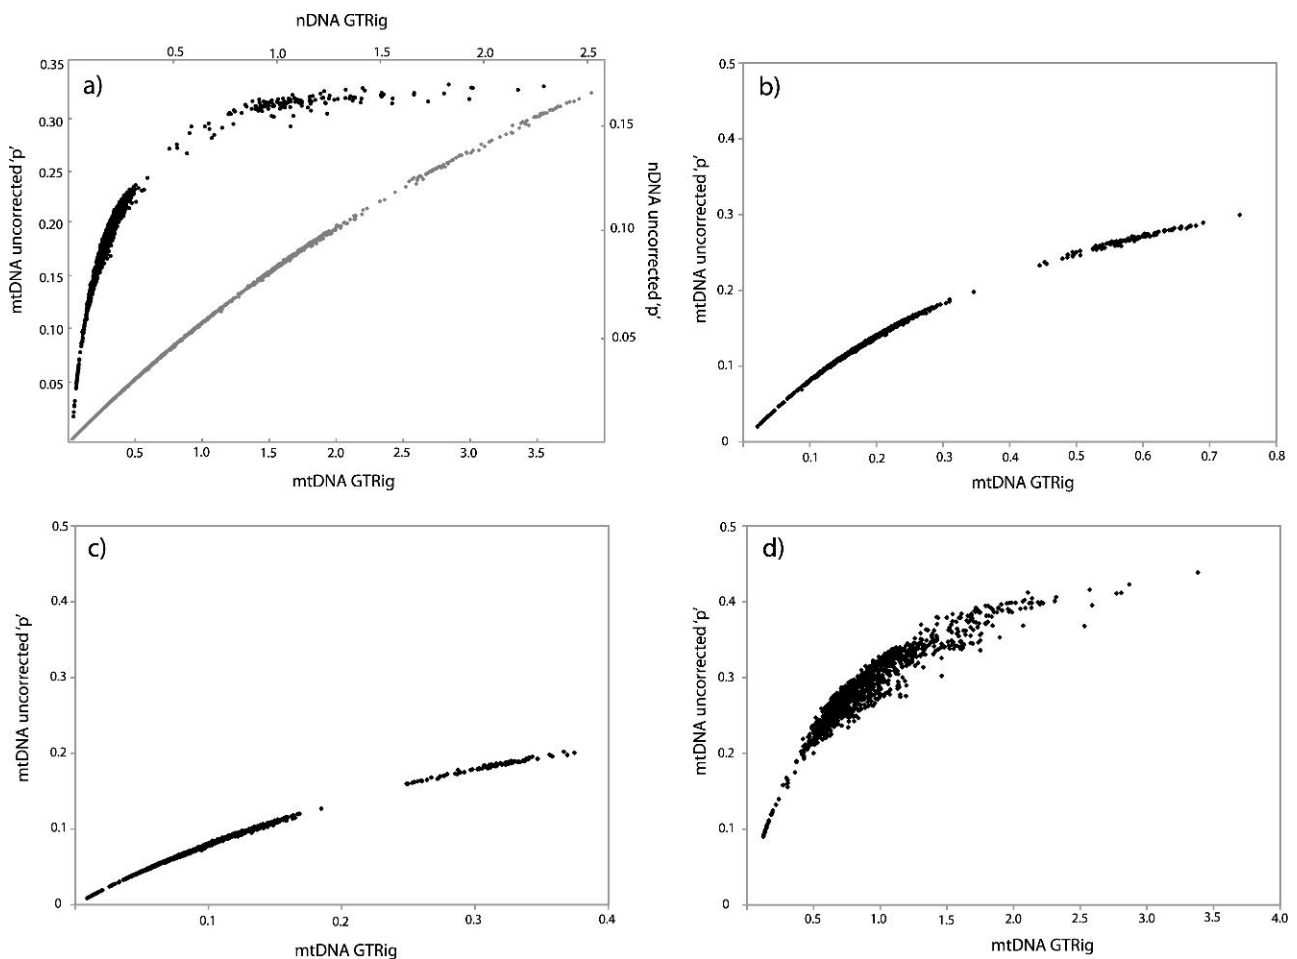 nDNA GTRig
0.5 1.0 1.5 2.0 2.5
a)
0.35
0.30
0.25
0.20
0.15
0.10
0.05
mtDNA uncorrected 'p'
0.15
0.10
0.05
nDNA uncorrected 'p'
0.5 1.0 1.5 2.0 2.5 3.0 3.5
mtDNA GTRig
b)
0.5
0.4
0.3
0.2
0.1
0
mtDNA uncorrected 'p'
0.1 0.2 0.3 0.4 0.5 0.6 0.7 0.8
mtDNA GTRig
c)
0.5
0.4
0.3
0.2
0.1
0
mtDNA uncorrected 'p'
0.1 0.2 0.3 0.4
mtDNA GTRig
d)
0.5
0.4
0.3
0.2
0.1
0
mtDNA uncorrected 'p'
0.5 1.0 1.5 2.0 2.5 3.0 3.5 4.0
mtDNA GTRig